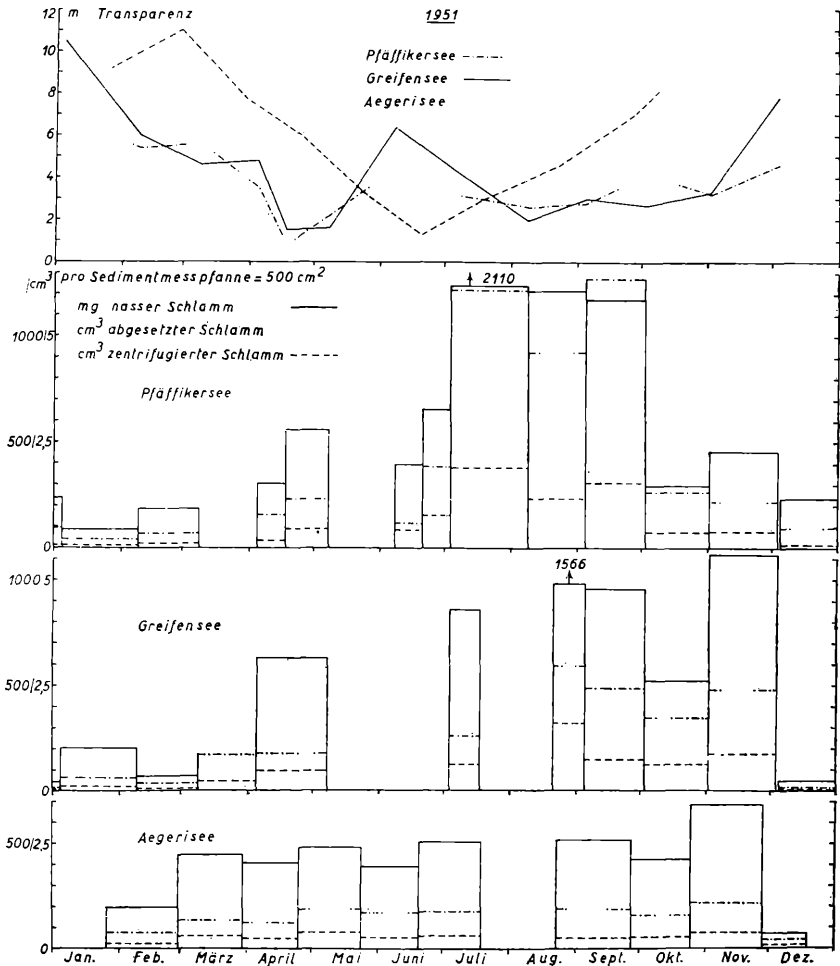 12 m Transparenz 1951
10
8
6
4
2
0
Pfäffikersee
Greifensee
Aegerisee
cm³ pro Sedimentmesspfanne = 500 cm²
mg nasser Schlamm
cm³ abgesetzter Schlamm
cm³ zentrifugierter Schlamm
Pfäffikersee
2110
1000|5
500|2,5
0
1566
1000 5
Greifensee
500|2,5
0
Aegerisee
500|2,5
0
Jan. Feb. März April Mai Juni Juli Aug. Sept. Okt. Nov. Dez.